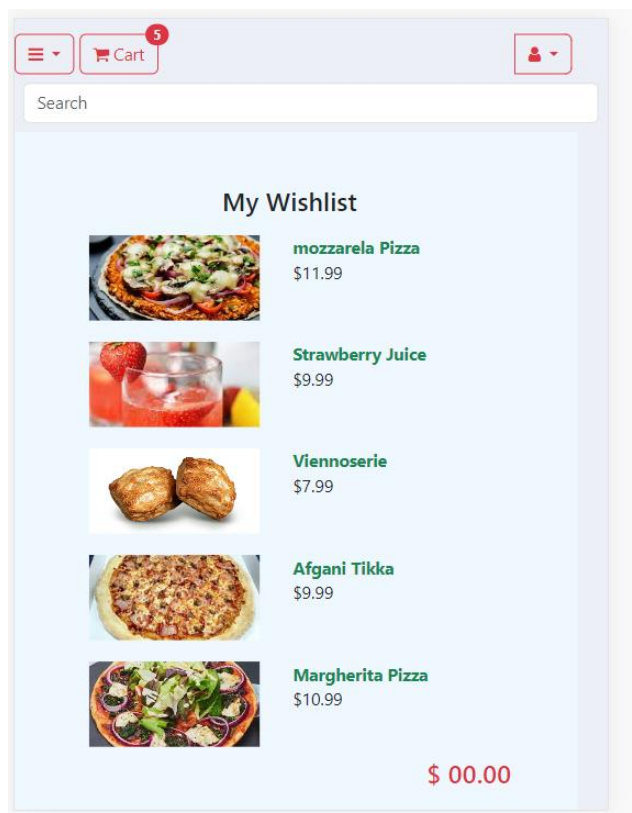 Cart 5
Search
My Wishlist
mozzarela Pizza
$11.99
Strawberry Juice
$9.99
Viennoserie
$7.99
Afgani Tikka
$9.99
Margherita Pizza
$10.99
$ 00.00